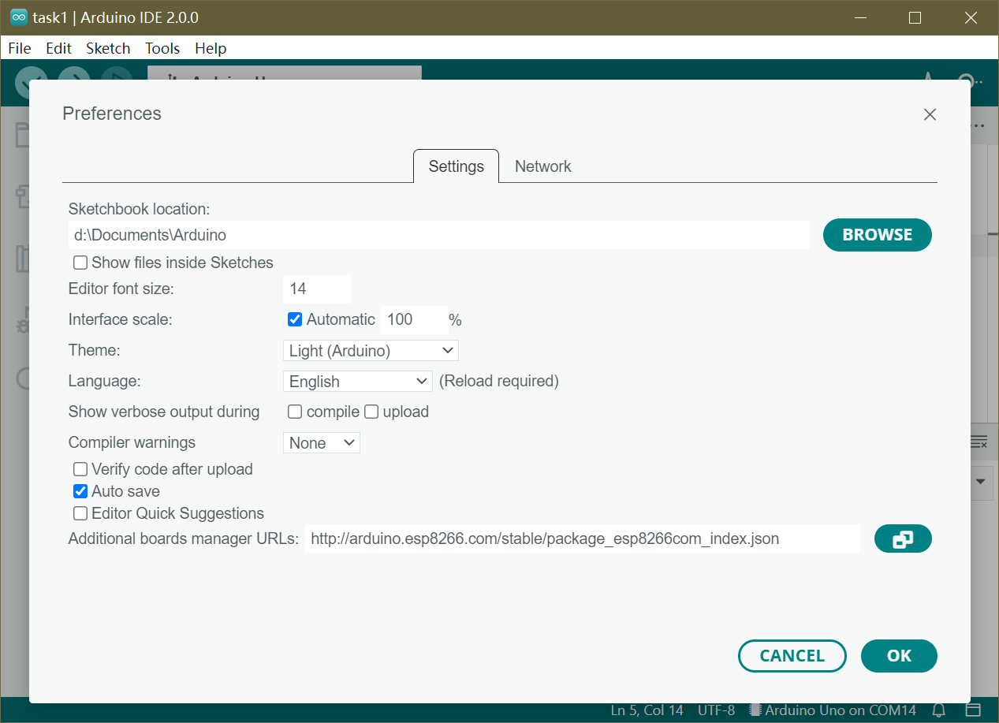 task1 | Arduino IDE 2.0.0
File Edit Sketch Tools Help
Preferences
Settings Network
Sketchbook location:
d:\Documents\Arduino BROWSE
Show files inside Sketches
Editor font size: 14
Interface scale: Automatic 100 %
Theme: Light (Arduino)
Language: English (Reload required)
Show verbose output during compile upload
Compiler warnings None
Verify code after upload
Auto save
Editor Quick Suggestions
Additional boards manager URLs: http://arduino.esp8266.com/stable/package_esp8266com_index.json
CANCEL OK
Ln 5, Col 14 UTF-8 Arduino Uno on COM14